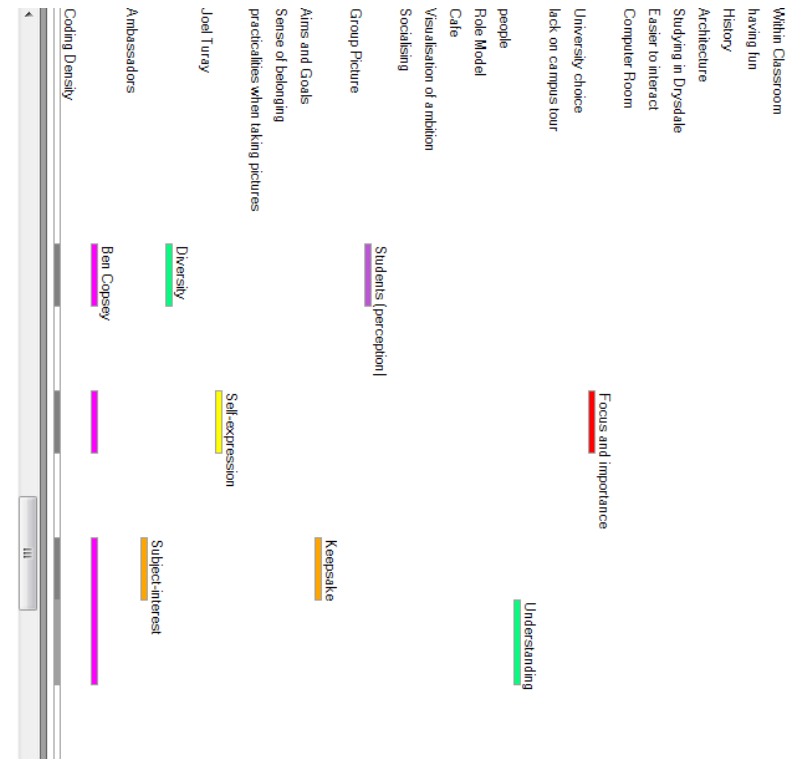 Within Classroom
having fun
History
Architecture
Studying in Drysdale
Easier to interact
Computer Room
Focus and importance
University choice
lack on campus tour
Understanding
people
Role Model
Cafe
Visualisation of ambition
Socialising
Students (perception|
Group Picture
Keepsake
Aims and Goals
Sense of belonging
practicalities when taking pictures
Self-expression
Joel Turay
Diversity
Subject-interest
Ambassadors
Ben Copsey
Coding Density